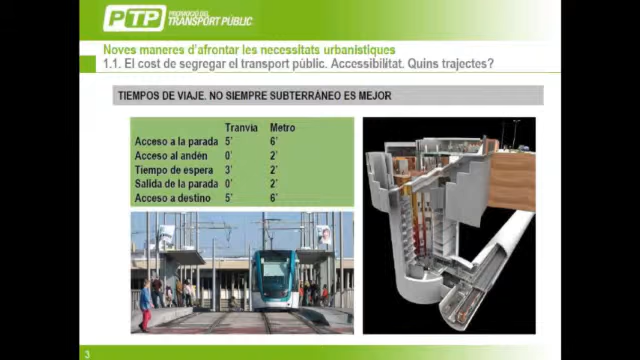 PTP PROMOCIÓ DEL
TRANSPORT PÚBLIC
Noves maneres d'afrontar les necessitats urbanistiques
1.1. El cost de segregar el transport públic. Accessibilitat. Quins trajectes?
TIEMPOS DE VIAJE. NO SIEMPRE SUBTERRÁNEO ES MEJOR
Tranvía Metro
Acceso a la parada 5' 6'
Acceso al andén 0' 2'
Tiempo de espera 3' 2'
Salida de la parada 0' 2'
Acceso a destino 5' 6'
3